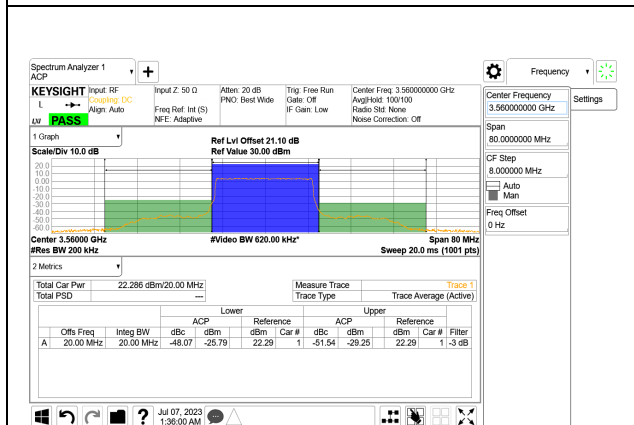 Spectrum Analyzer 1
ACP
+
Frequency
KEYSIGHT Input: RF Input Z: 50 Ω Atten: 20 dB Trig: Free Run Center Freq: 3.560000000 GHz
L Coupling: DC PNO: Best Wide Gate: Off Avg|Hold: 100/100
Align: Auto Freq Ref: Int (S) IF Gain: Low Radio Std: None
LXI PASS NFE: Adaptive Noise Correction: Off
Center Frequency
3.560000000 GHz
Settings
Span
80.0000000 MHz
CF Step
8.000000 MHz
Auto
Man
Freq Offset
0 Hz
1 Graph
Ref Lvl Offset 21.10 dB
Scale/Div 10.0 dB Ref Value 30.00 dBm
20.0
10.0
0.00
-10.0
-20.0
-30.0
-40.0
-50.0
-60.0
Center 3.56000 GHz #Video BW 620.00 kHz* Span 80 MHz
#Res BW 200 kHz Sweep 20.0 ms (1001 pts)
2 Metrics
Total Car Pwr 22.286 dBm/20.00 MHz Measure Trace Trace 1
Total PSD --- Trace Type Trace Average (Active)
Lower Upper
ACP Reference ACP Reference
Offs Freq Integ BW dBc dBm dBm Car # dBc dBm dBm Car # Filter
A 20.00 MHz 20.00 MHz -48.07 -25.79 22.29 1 -51.54 -29.25 22.29 1 -3 dB
? Jul 07, 2023
1:36:00 AM